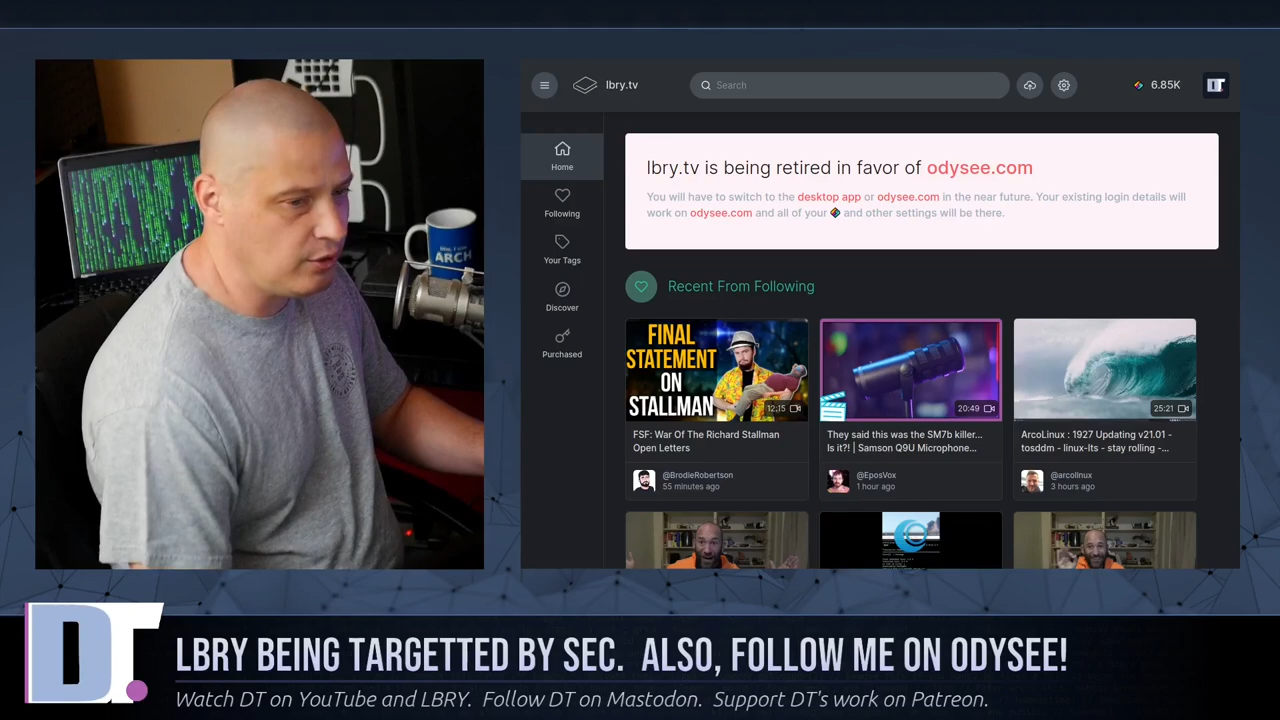 lbry.tv
Search
6.85K
DT
Home
Following
Your Tags
Discover
Purchased
lbry.tv is being retired in favor of odysee.com
You will have to switch to the desktop app or odysee.com in the near future. Your existing login details will
work on odysee.com and all of your and other settings will be there.
Recent From Following
FINAL
STATEMENT
ON
STALLMAN
12:15
20:49
25:21
FSF: War Of The Richard Stallman
Open Letters
They said this was the SM7b killer...
Is it?! | Samson Q9U Microphone...
ArcoLinux : 1927 Updating v21.01 -
tosddm - linux-lts - stay rolling -...
@BrodieRobertson
55 minutes ago
@EposVox
1 hour ago
@arcolinux
3 hours ago
ARCH
DT.
LBRY BEING TARGETTED BY SEC. ALSO, FOLLOW ME ON ODYSEE!
Watch DT on YouTube and LBRY. Follow DT on Mastodon. Support DT's work on Patreon.